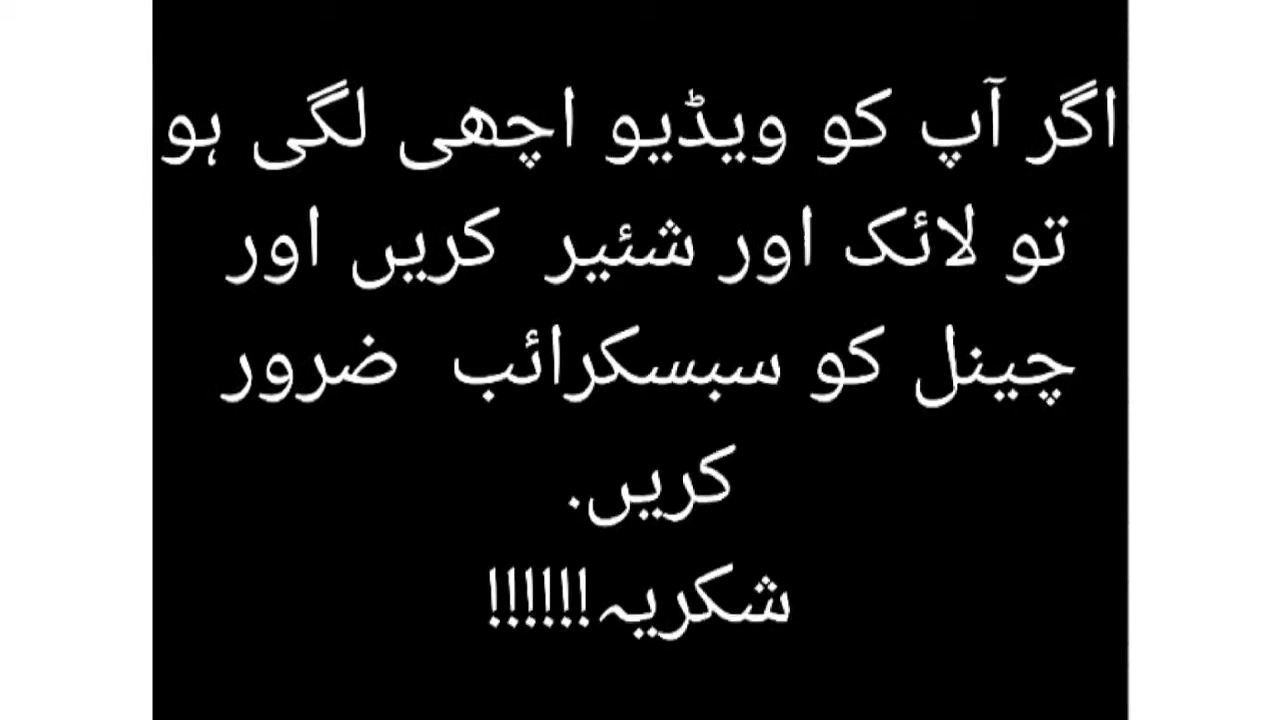 اگر آپ کو ویڈیو اچھی لگی ہو
تو لائک اور شئیر کریں اور
چینل کو سبسکرائب ضرور
کریں.
شکریہ!!!!!!